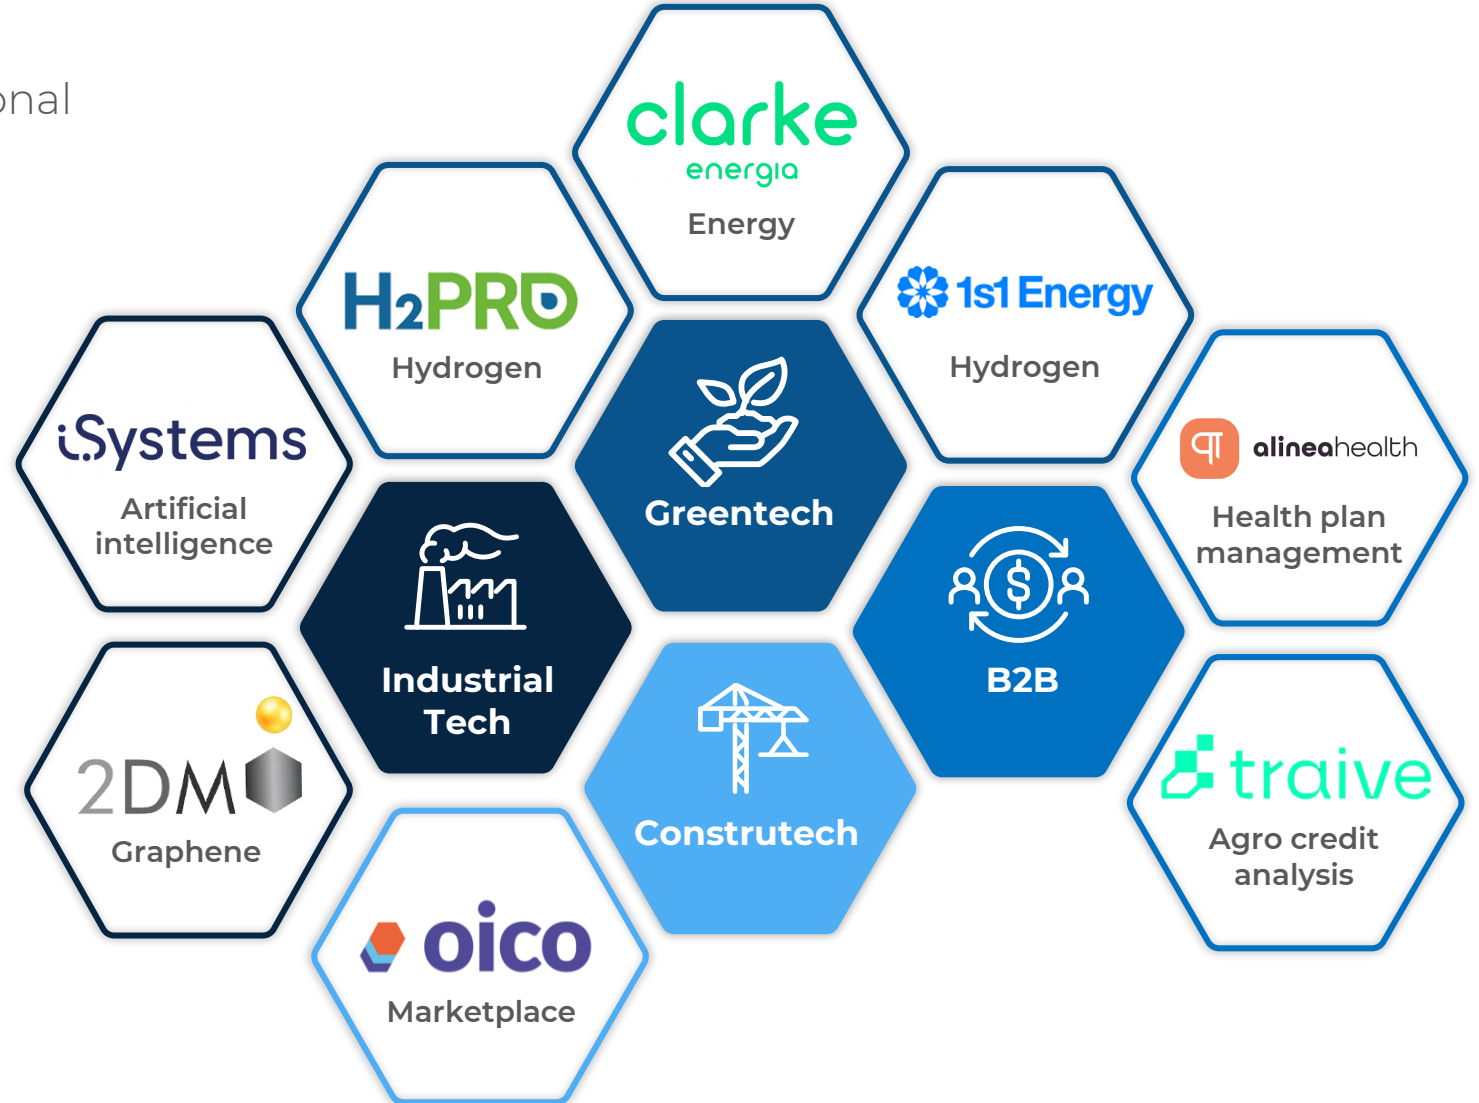 onal
clarke
energia
Energy
H2PRO
Hydrogen
1s1 Energy
Hydrogen
iSystems
Artificial
intelligence
Greentech
alineahealth
Health plan
management
Industrial
Tech
B2B
2DM
Graphene
Construtech
traive
Agro credit
analysis
oico
Marketplace